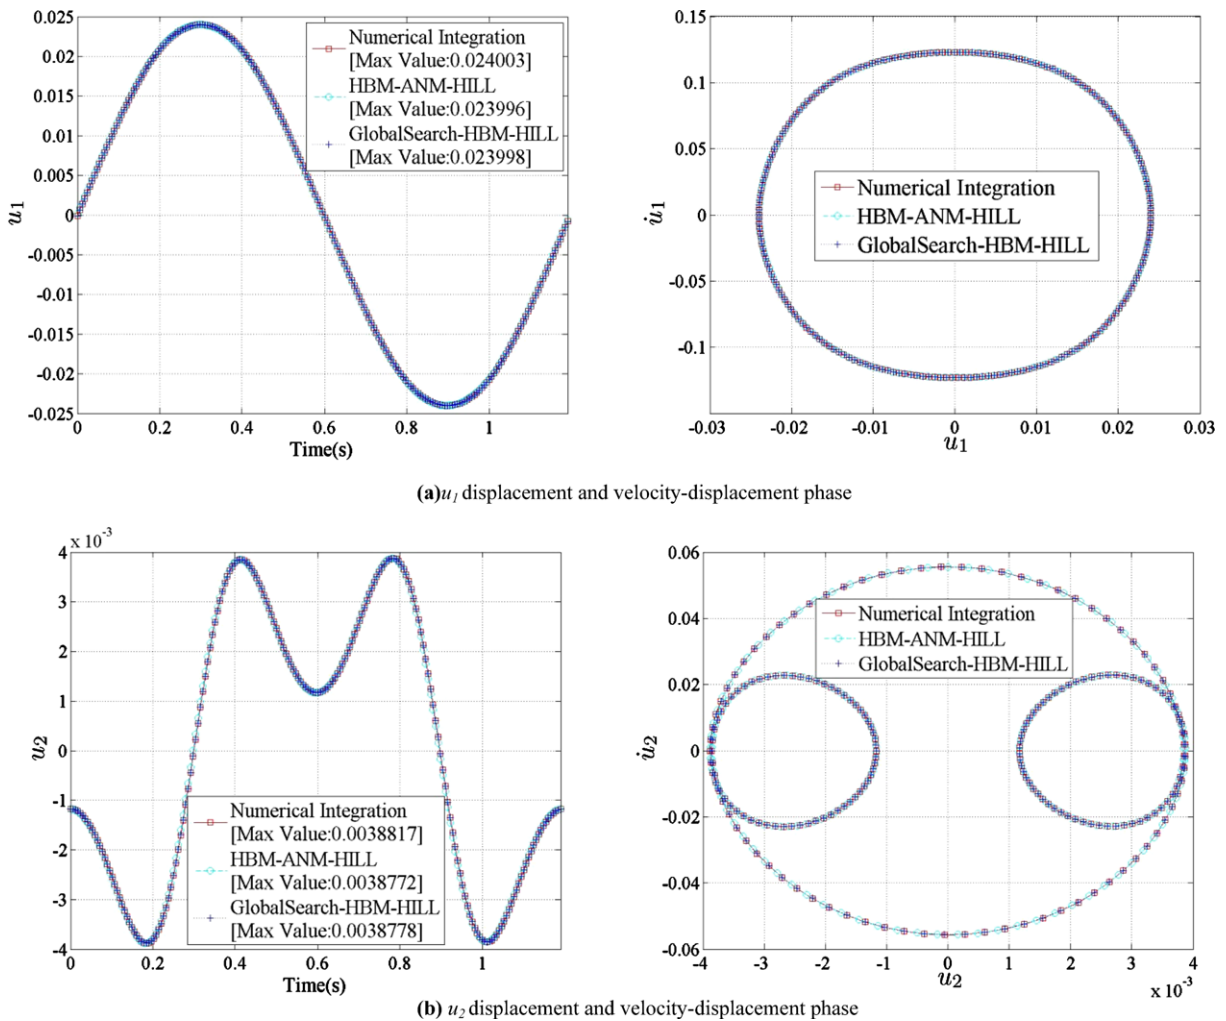 0.025
0.02
0.015
0.01
0.005
0
-0.005
-0.01
-0.015
-0.02
-0.025
u1
0
0.2
0.4
0.6
0.8
1
Time(s)
Numerical Integration
[Max Value:0.024003]
HBM-ANM-HILL
[Max Value:0.023996]
GlobalSearch-HBM-HILL
[Max Value:0.023998]
0.15
0.1
0.05
0
-0.05
-0.1
u̇1
-0.03
-0.02
-0.01
0
0.01
0.02
0.03
u1
Numerical Integration
HBM-ANM-HILL
GlobalSearch-HBM-HILL
(a)u1 displacement and velocity-displacement phase
x 10-3
4
3
2
1
0
-1
-2
-3
-4
u2
0
0.2
0.4
0.6
0.8
1
Time(s)
Numerical Integration
[Max Value:0.0038817]
HBM-ANM-HILL
[Max Value:0.0038772]
GlobalSearch-HBM-HILL
[Max Value:0.0038778]
0.06
0.04
0.02
0
-0.02
-0.04
-0.06
u̇2
-4
-3
-2
-1
0
1
2
3
4
u2
x 10-3
Numerical Integration
HBM-ANM-HILL
GlobalSearch-HBM-HILL
(b) u2 displacement and velocity-displacement phase